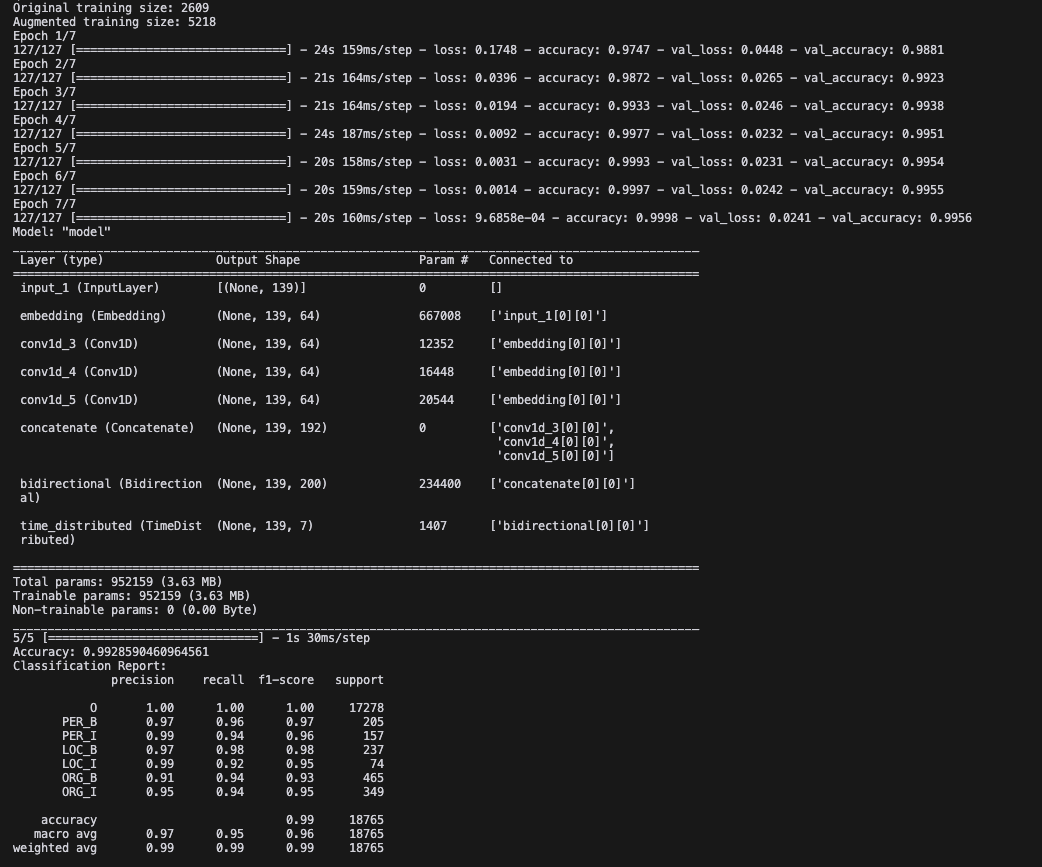 Original training size: 2609
Augmented training size: 5218
Epoch 1/7
127/127 [==============================] - 24s 159ms/step - loss: 0.1748 - accuracy: 0.9747 - val_loss: 0.0448 - val_accuracy: 0.9881
Epoch 2/7
127/127 [==============================] - 21s 164ms/step - loss: 0.0396 - accuracy: 0.9872 - val_loss: 0.0265 - val_accuracy: 0.9923
Epoch 3/7
127/127 [==============================] - 21s 164ms/step - loss: 0.0194 - accuracy: 0.9933 - val_loss: 0.0246 - val_accuracy: 0.9938
Epoch 4/7
127/127 [==============================] - 24s 187ms/step - loss: 0.0092 - accuracy: 0.9977 - val_loss: 0.0232 - val_accuracy: 0.9951
Epoch 5/7
127/127 [==============================] - 20s 158ms/step - loss: 0.0031 - accuracy: 0.9993 - val_loss: 0.0231 - val_accuracy: 0.9954
Epoch 6/7
127/127 [==============================] - 20s 159ms/step - loss: 0.0014 - accuracy: 0.9997 - val_loss: 0.0242 - val_accuracy: 0.9955
Epoch 7/7
127/127 [==============================] - 20s 160ms/step - loss: 9.6858e-04 - accuracy: 0.9998 - val_loss: 0.0241 - val_accuracy: 0.9956
Model: "model"
__________________________________________________________________________________________________
Layer (type) Output Shape Param # Connected to
==================================================================================================
input_1 (InputLayer) [(None, 139)] 0 []
embedding (Embedding) (None, 139, 64) 667008 ['input_1[0][0]']
conv1d_3 (Conv1D) (None, 139, 64) 12352 ['embedding[0][0]']
conv1d_4 (Conv1D) (None, 139, 64) 16448 ['embedding[0][0]']
conv1d_5 (Conv1D) (None, 139, 64) 20544 ['embedding[0][0]']
concatenate (Concatenate) (None, 139, 192) 0 ['conv1d_3[0][0]',
'conv1d_4[0][0]',
'conv1d_5[0][0]']
bidirectional (Bidirection (None, 139, 200) 234400 ['concatenate[0][0]']
al)
time_distributed (TimeDist (None, 139, 7) 1407 ['bidirectional[0][0]']
ributed)
==================================================================================================
Total params: 952159 (3.63 MB)
Trainable params: 952159 (3.63 MB)
Non-trainable params: 0 (0.00 Byte)
__________________________________________________________________________________________________
5/5 [==============================] - 1s 30ms/step
Accuracy: 0.9928590460964561
Classification Report:
precision recall f1-score support
O 1.00 1.00 1.00 17278
PER_B 0.97 0.96 0.97 205
PER_I 0.99 0.94 0.96 157
LOC_B 0.97 0.98 0.98 237
LOC_I 0.99 0.92 0.95 74
ORG_B 0.91 0.94 0.93 465
ORG_I 0.95 0.94 0.95 349
accuracy 0.99 18765
macro avg 0.97 0.95 0.96 18765
weighted avg 0.99 0.99 0.99 18765